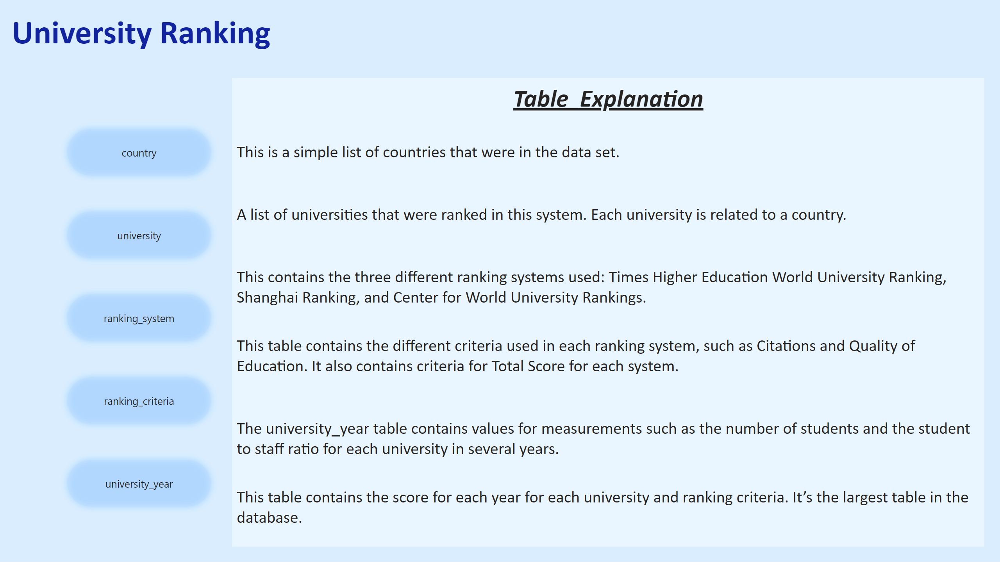 University Ranking
Table Explanation
country
This is a simple list of countries that were in the data set.
university
A list of universities that were ranked in this system. Each university is related to a country.
ranking_system
This contains the three different ranking systems used: Times Higher Education World University Ranking,
Shanghai Ranking, and Center for World University Rankings.
ranking_criteria
This table contains the different criteria used in each ranking system, such as Citations and Quality of
Education. It also contains criteria for Total Score for each system.
university_year
The university_year table contains values for measurements such as the number of students and the student
to staff ratio for each university in several years.
This table contains the score for each year for each university and ranking criteria. It’s the largest table in the
database.